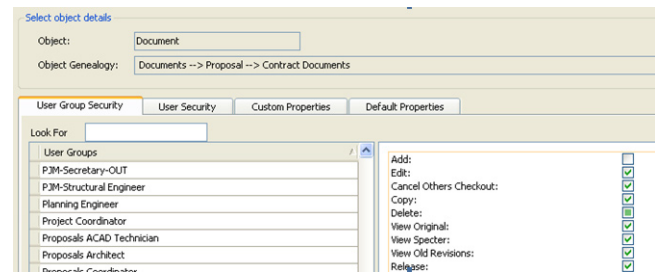 Select object details
Object: Document
Object Genealogy: Documents --> Proposal --> Contract Documents
User Group Security User Security Custom Properties Default Properties
Look For
User Groups
PJM-Secretary-OUT
PJM-Structural Engineer
Planning Engineer
Project Coordinator
Proposals ACAD Technician
Proposals Architect
Proposals Coordinator
Add:
Edit:
Cancel Others Checkout:
Copy:
Delete:
View Original:
View Specter:
View Old Revisions:
Release: